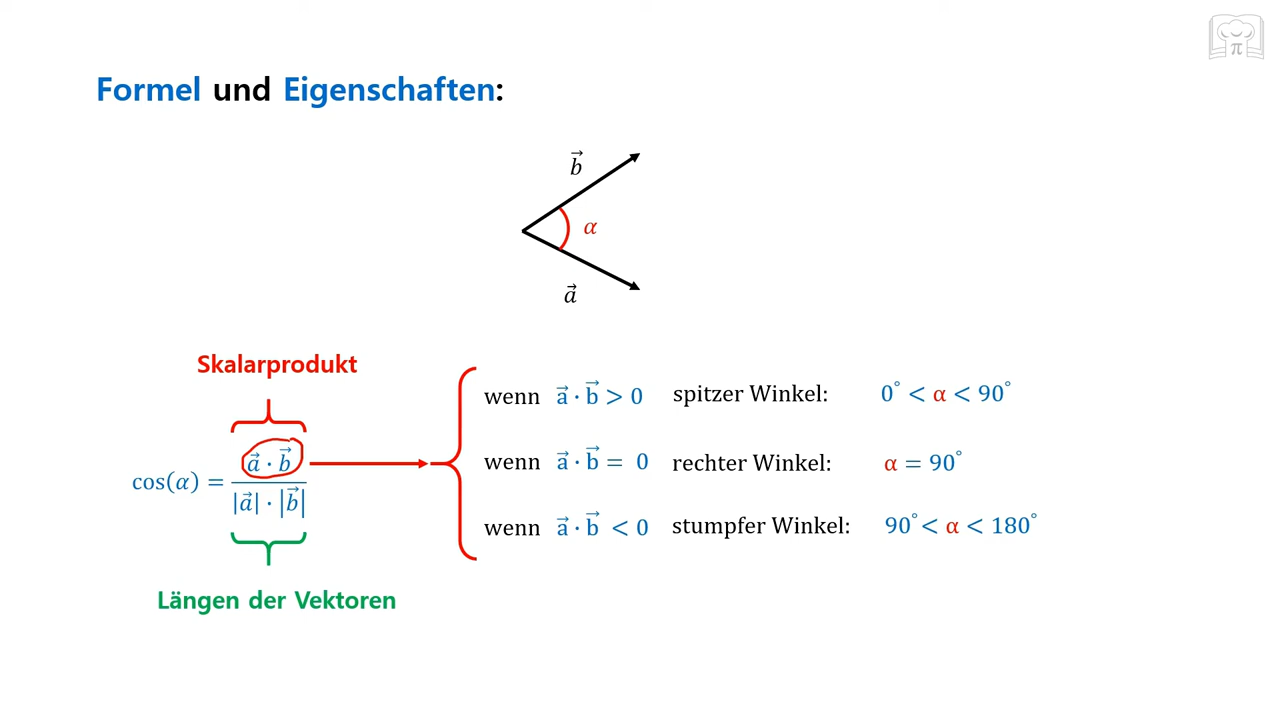 Formel und Eigenschaften:
π
b⃗
α
a⃗
Skalarprodukt
cos(α) = (a⃗ · b⃗) / (|a⃗| · |b⃗|)
Längen der Vektoren
wenn a⃗ · b⃗ > 0 spitzer Winkel: 0° < α < 90°
wenn a⃗ · b⃗ = 0 rechter Winkel: α = 90°
wenn a⃗ · b⃗ < 0 stumpfer Winkel: 90° < α < 180°